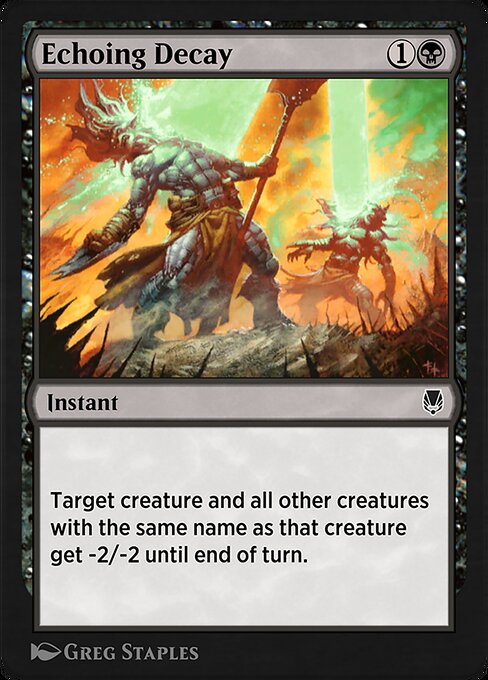 Echoing Decay 1
Instant
Target creature and all other creatures
with the same name as that creature
get -2/-2 until end of turn.
Greg Staples